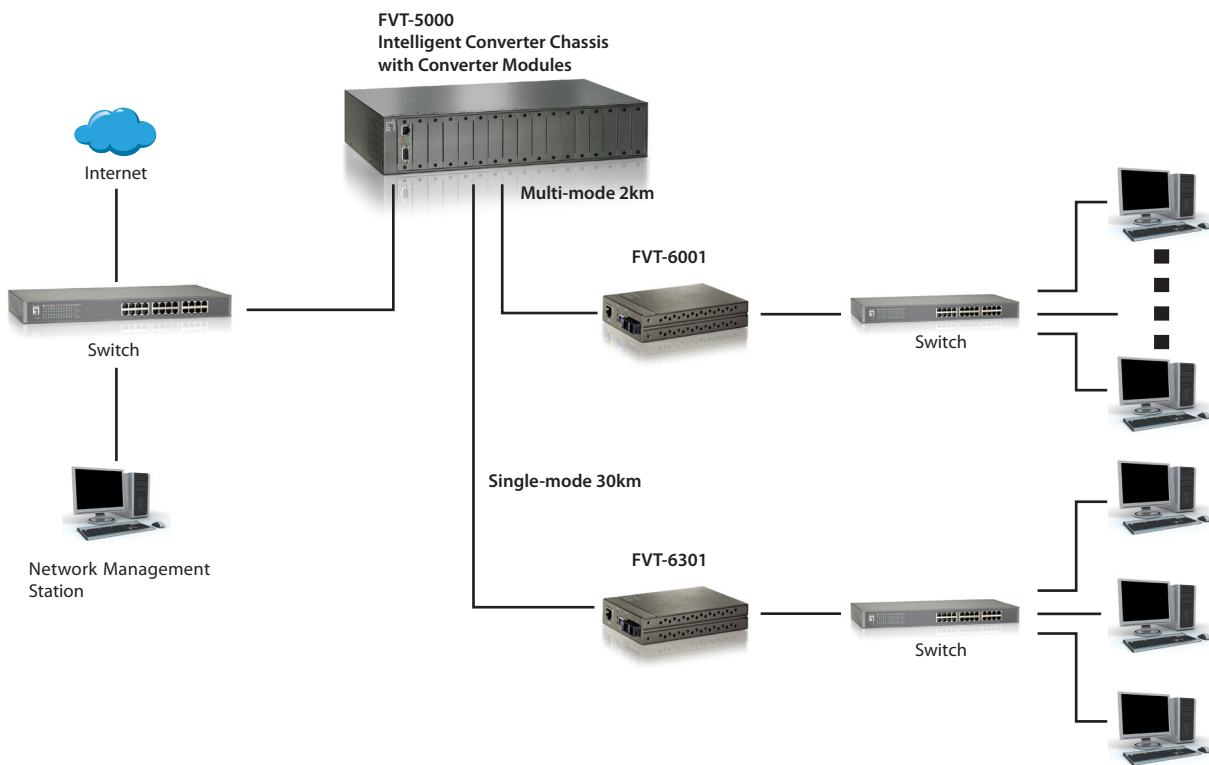 FVT-5000
Intelligent Converter Chassis
with Converter Modules
Internet
Multi-mode 2km
FVT-6001
Switch
Switch
Single-mode 30km
Network Management
Station
FVT-6301
Switch